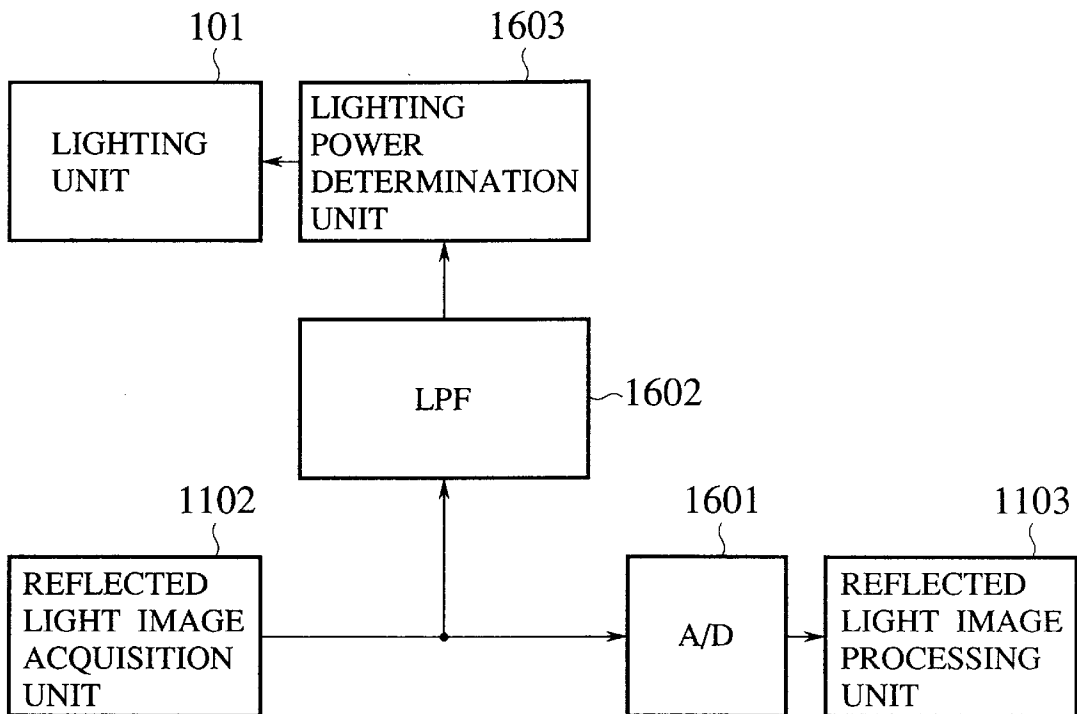 101
1603
LIGHTING
UNIT
LIGHTING
POWER
DETERMINATION
UNIT
LPF
1602
1102
1601
1103
REFLECTED
LIGHT IMAGE
ACQUISITION
UNIT
A/D
REFLECTED
LIGHT IMAGE
PROCESSING
UNIT